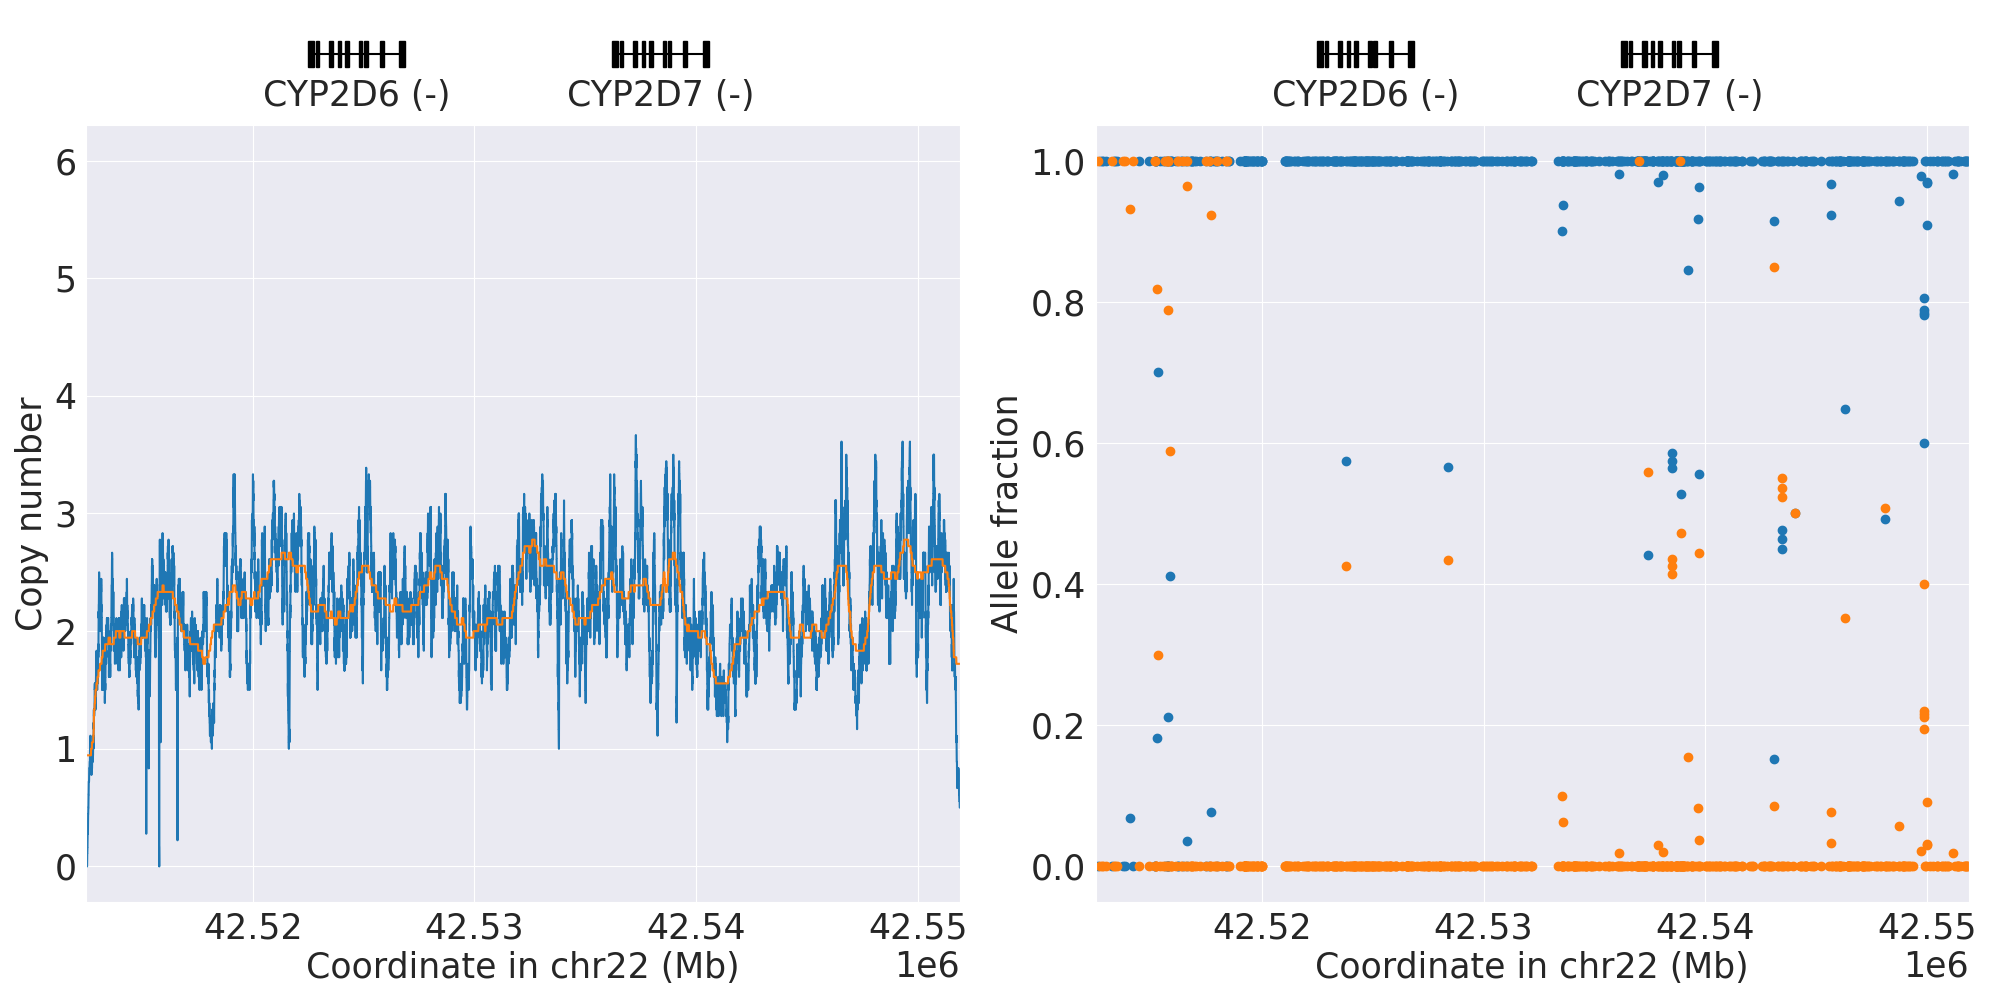 CYP2D6 (-)
CYP2D7 (-)
6
5
4
3
2
1
0
Copy number
42.52
42.53
42.54
42.55
Coordinate in chr22 (Mb)
1e6
CYP2D6 (-)
CYP2D7 (-)
1.0
0.8
0.6
0.4
0.2
0.0
Allele fraction
42.52
42.53
42.54
42.55
Coordinate in chr22 (Mb)
1e6